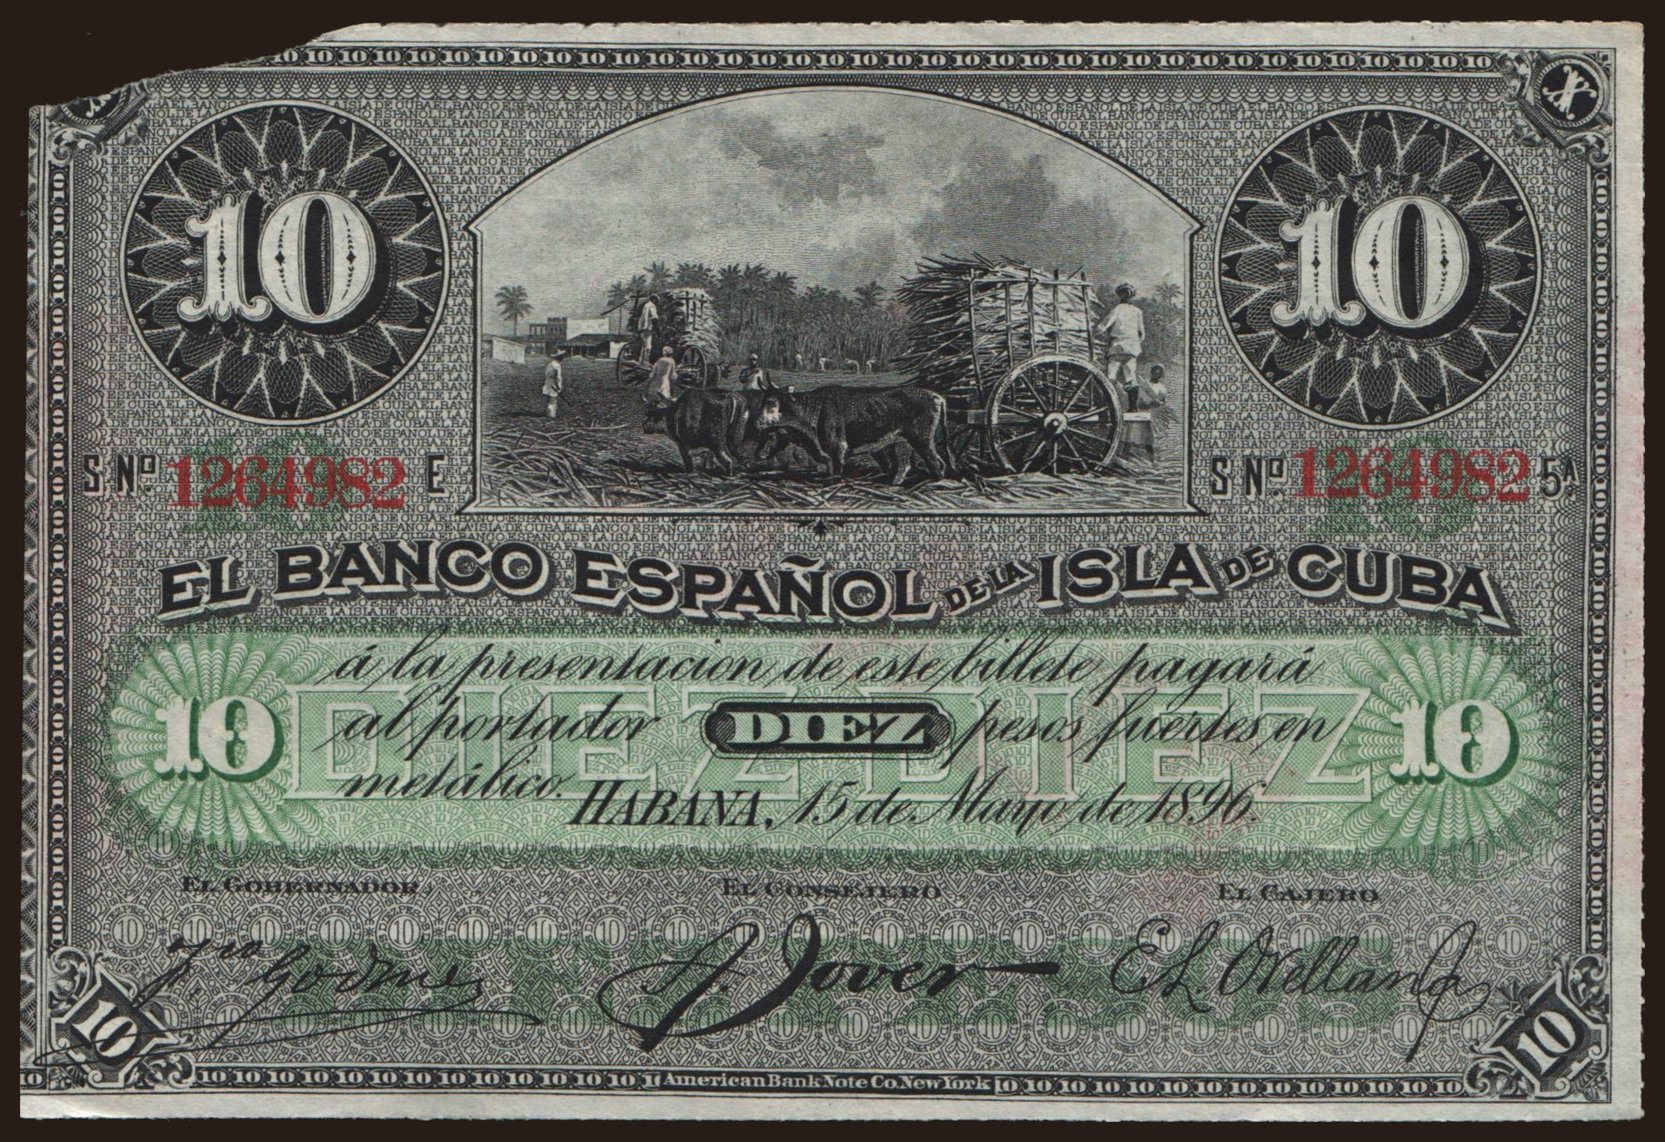 10 10
S. Nº. 1264982 E S. Nº. 1264982 5ᴬ.
EL BANCO ESPAÑOL DE LA ISLA DE CUBA
á la presentacion de este billete pagará
10 al portador DIEZ pesos fuertes en 10
DIEZ DIEZ
metálico. HABANA, 15 de Mayo de 1896.
EL GOBERNADOR EL CONSEJERO EL CAJERO
10 10
American Bank Note Co. New York